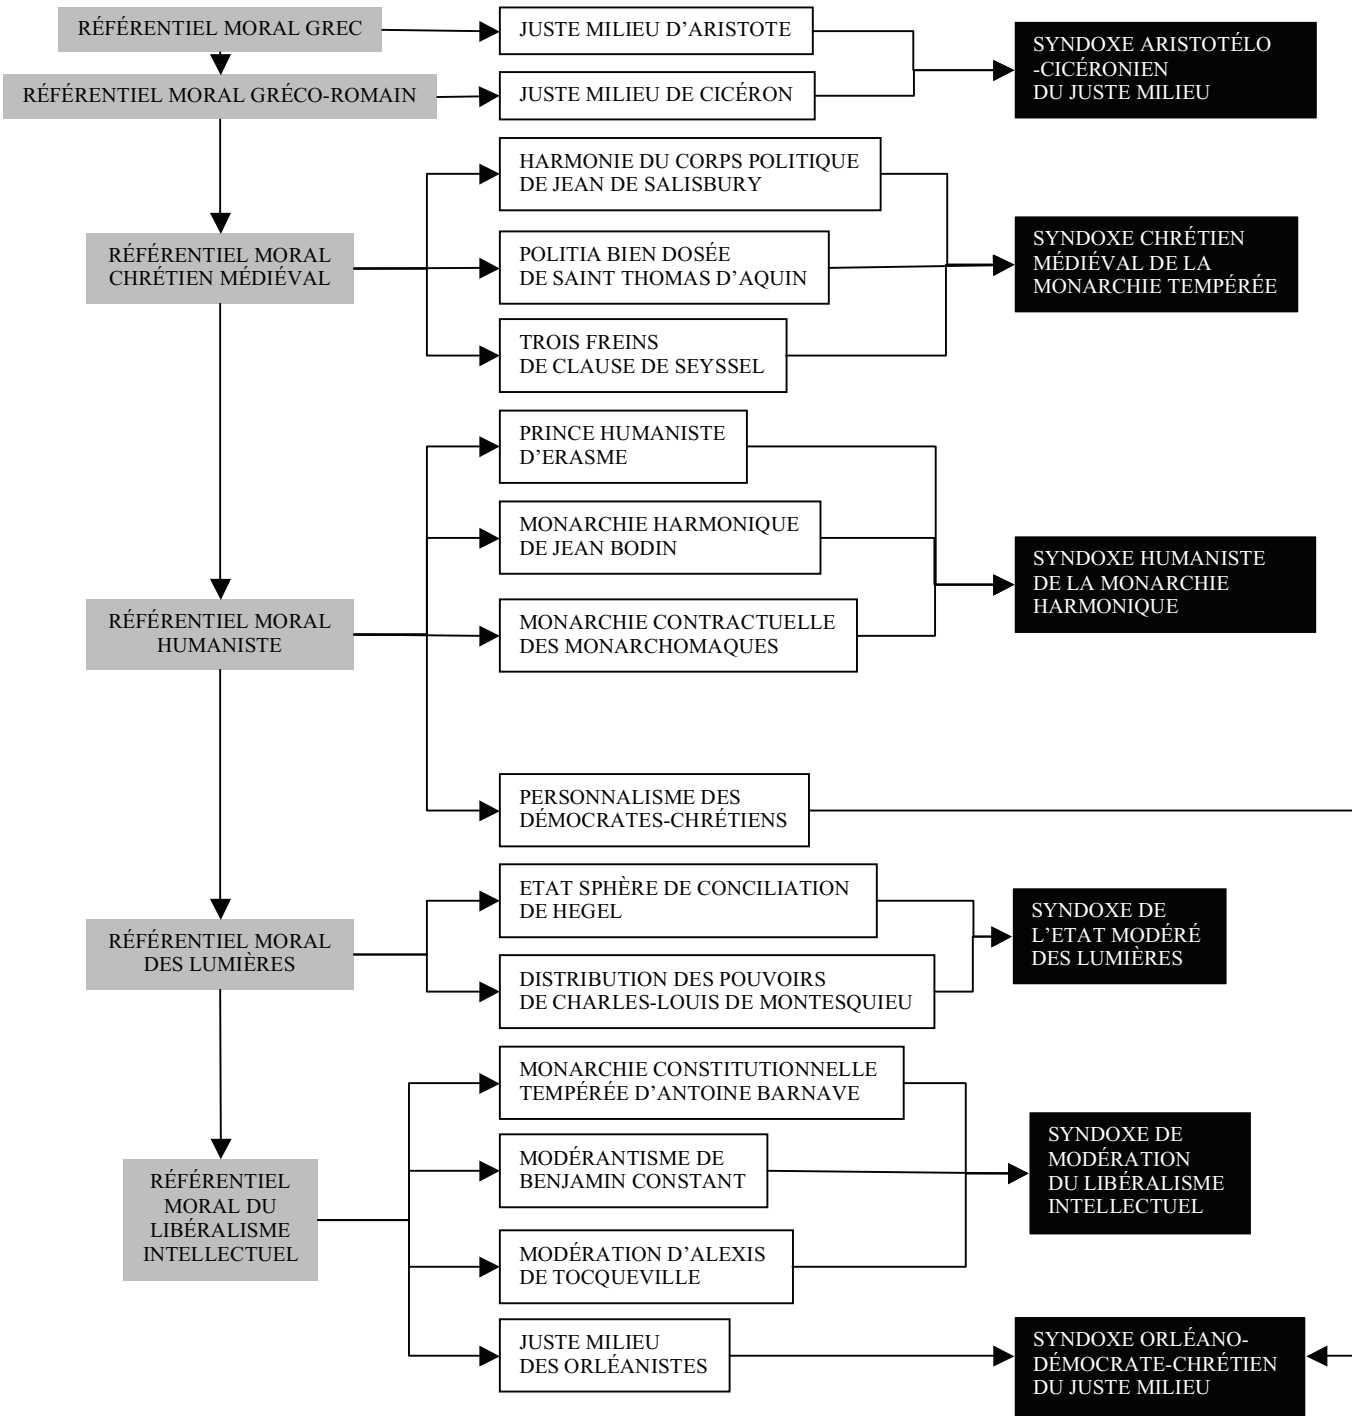 RÉFÉRENTIEL MORAL GREC
JUSTE MILIEU D’ARISTOTE
SYNDOXE ARISTOTÉLO
-CICÉRONIEN
DU JUSTE MILIEU
RÉFÉRENTIEL MORAL GRÉCO-ROMAIN
JUSTE MILIEU DE CICÉRON
HARMONIE DU CORPS POLITIQUE
DE JEAN DE SALISBURY
RÉFÉRENTIEL MORAL
CHRÉTIEN MÉDIÉVAL
POLITIA BIEN DOSÉE
DE SAINT THOMAS D’AQUIN
SYNDOXE CHRÉTIEN
MÉDIÉVAL DE LA
MONARCHIE TEMPÉRÉE
TROIS FREINS
DE CLAUSE DE SEYSSEL
PRINCE HUMANISTE
D’ERASME
MONARCHIE HARMONIQUE
DE JEAN BODIN
SYNDOXE HUMANISTE
DE LA MONARCHIE
HARMONIQUE
RÉFÉRENTIEL MORAL
HUMANISTE
MONARCHIE CONTRACTUELLE
DES MONARCHOMAQUES
PERSONNALISME DES
DÉMOCRATES-CHRÉTIENS
ETAT SPHÈRE DE CONCILIATION
DE HEGEL
RÉFÉRENTIEL MORAL
DES LUMIÈRES
SYNDOXE DE
L’ETAT MODÉRÉ
DES LUMIÈRES
DISTRIBUTION DES POUVOIRS
DE CHARLES-LOUIS DE MONTESQUIEU
MONARCHIE CONSTITUTIONNELLE
TEMPÉRÉE D’ANTOINE BARNAVE
RÉFÉRENTIEL
MORAL DU
LIBÉRALISME
INTELLECTUEL
MODÉRANTISME DE
BENJAMIN CONSTANT
SYNDOXE DE
MODÉRATION
DU LIBÉRALISME
INTELLECTUEL
MODÉRATION D’ALEXIS
DE TOCQUEVILLE
JUSTE MILIEU
DES ORLÉANISTES
SYNDOXE ORLÉANO-
DÉMOCRATE-CHRÉTIEN
DU JUSTE MILIEU